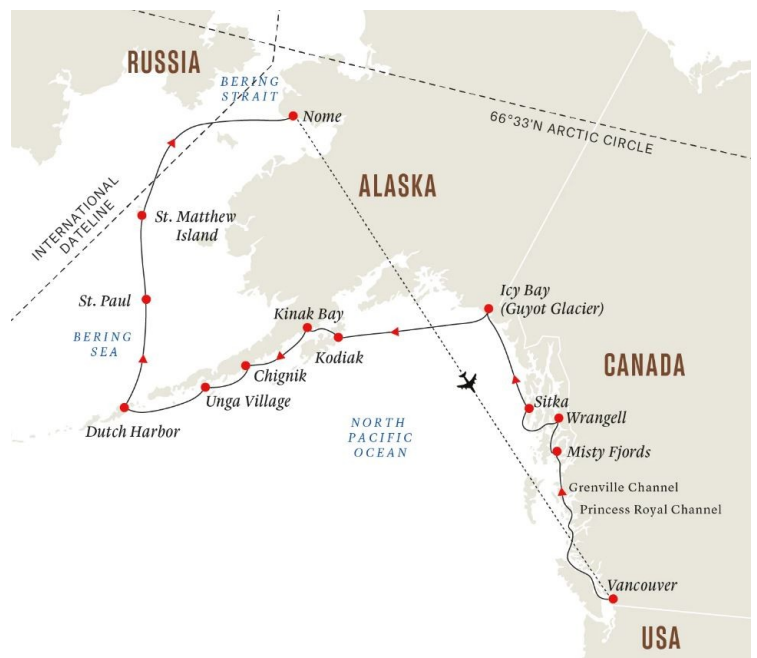 RUSSIA
BERING
STRAIT
Nome
66°33'N ARCTIC CIRCLE
ALASKA
INTERNATIONAL
DATELINE
St. Matthew
Island
Icy Bay
(Guyot Glacier)
St. Paul
Kinak Bay
BERING
SEA
Kodiak
CANADA
Chignik
Unga Village
Sitka
Wrangell
Dutch Harbor
NORTH
PACIFIC
OCEAN
Misty Fjords
Grenville Channel
Princess Royal Channel
Vancouver
USA